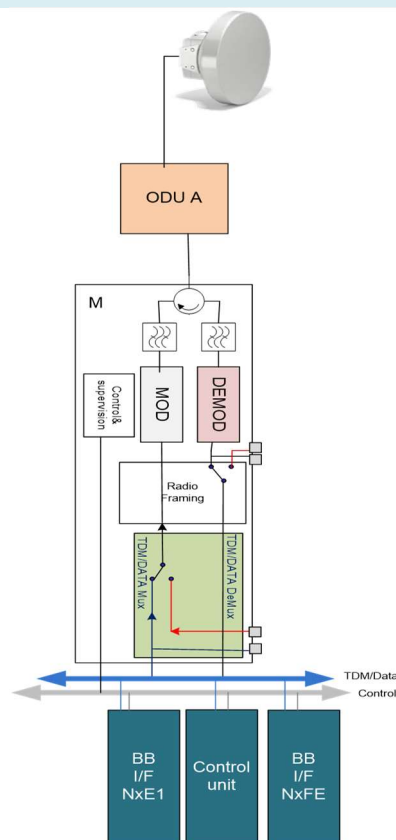 ODU A
M
Control&
supervision
MOD
DEMOD
Radio
Framing
TDM/DATA Mux
TDM/DATA DeMux
TDM/Data
Control
BB
I/F
NxE1
Control
unit
BB
I/F
NxFE